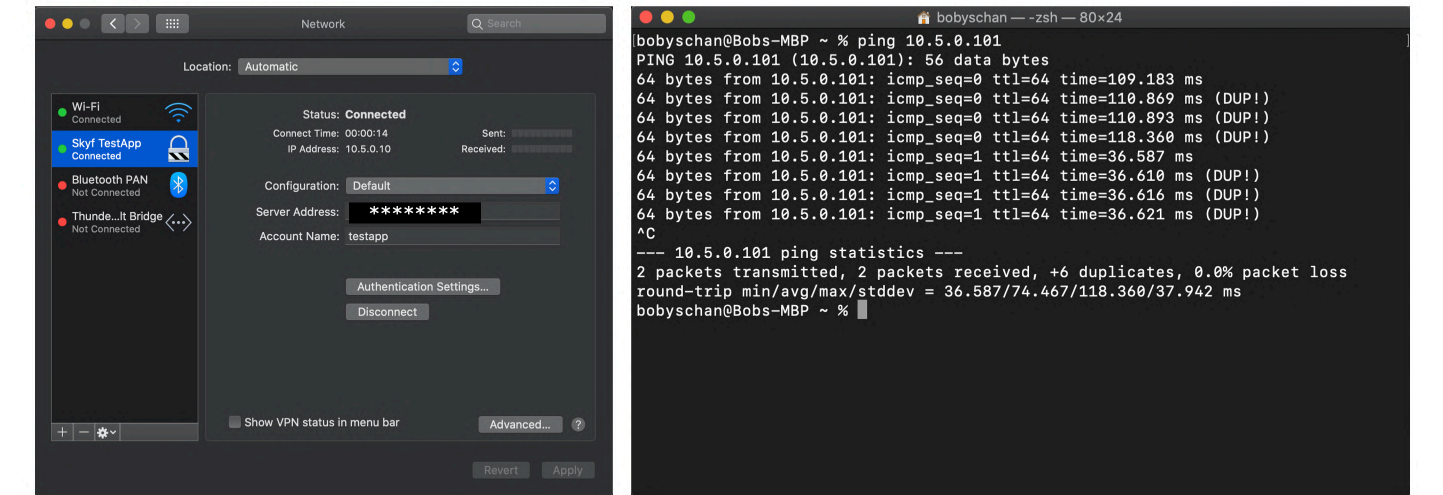 Network
Search
Location: Automatic
Wi-Fi
Connected
Skyf TestApp
Connected
Bluetooth PAN
Not Connected
Thunde...lt Bridge
Not Connected
Status: Connected
Connect Time: 00:00:14 Sent:
IP Address: 10.5.0.10 Received:
Configuration: Default
Server Address: ********
Account Name: testapp
Authentication Settings...
Disconnect
Show VPN status in menu bar
Advanced... ?
Revert Apply
bobyschan — -zsh — 80×24
[bobyschan@Bobs-MBP ~ % ping 10.5.0.101 ]
PING 10.5.0.101 (10.5.0.101): 56 data bytes
64 bytes from 10.5.0.101: icmp_seq=0 ttl=64 time=109.183 ms
64 bytes from 10.5.0.101: icmp_seq=0 ttl=64 time=110.869 ms (DUP!)
64 bytes from 10.5.0.101: icmp_seq=0 ttl=64 time=110.893 ms (DUP!)
64 bytes from 10.5.0.101: icmp_seq=0 ttl=64 time=118.360 ms (DUP!)
64 bytes from 10.5.0.101: icmp_seq=1 ttl=64 time=36.587 ms
64 bytes from 10.5.0.101: icmp_seq=1 ttl=64 time=36.610 ms (DUP!)
64 bytes from 10.5.0.101: icmp_seq=1 ttl=64 time=36.616 ms (DUP!)
64 bytes from 10.5.0.101: icmp_seq=1 ttl=64 time=36.621 ms (DUP!)
^C
--- 10.5.0.101 ping statistics ---
2 packets transmitted, 2 packets received, +6 duplicates, 0.0% packet loss
round-trip min/avg/max/stddev = 36.587/74.467/118.360/37.942 ms
bobyschan@Bobs-MBP ~ %